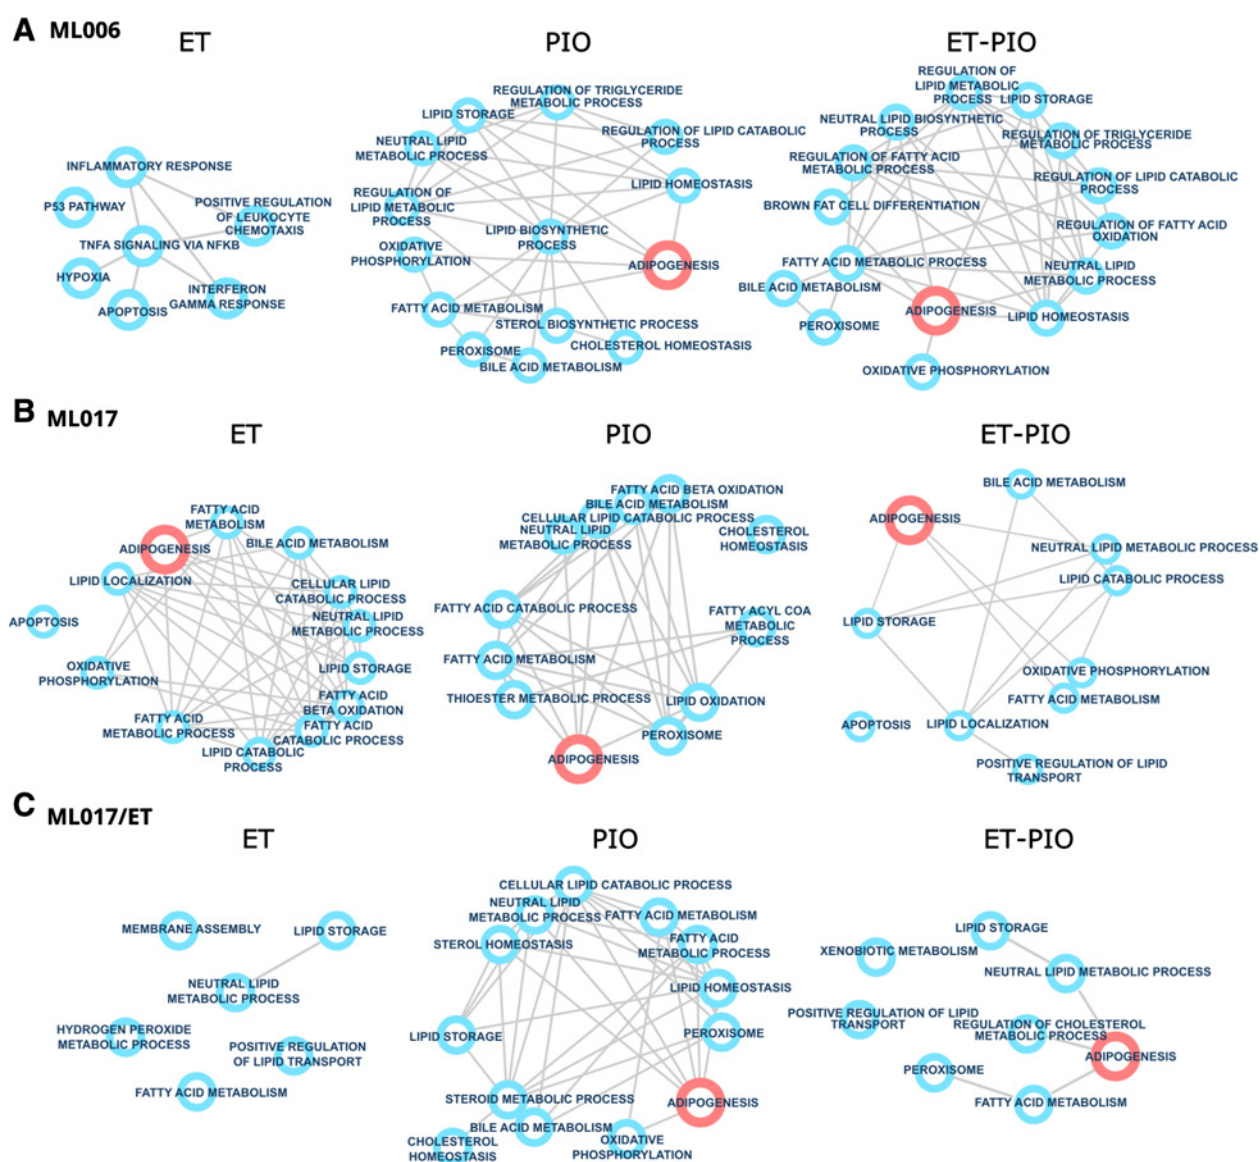 A ML006
ET
PIO
ET-PIO
INFLAMMATORY RESPONSE
P53 PATHWAY
POSITIVE REGULATION
OF LEUKOCYTE
CHEMOTAXIS
TNFA SIGNALING VIA NFKB
HYPOXIA
INTERFERON
GAMMA RESPONSE
APOPTOSIS
REGULATION OF TRIGLYCERIDE
METABOLIC PROCESS
LIPID STORAGE
REGULATION OF LIPID CATABOLIC
PROCESS
NEUTRAL LIPID
METABOLIC PROCESS
LIPID HOMEOSTASIS
REGULATION OF
LIPID METABOLIC
PROCESS
LIPID BIOSYNTHETIC
PROCESS
OXIDATIVE
PHOSPHORYLATION
ADIPOGENESIS
FATTY ACID METABOLISM
STEROL BIOSYNTHETIC PROCESS
PEROXISOME
CHOLESTEROL HOMEOSTASIS
BILE ACID METABOLISM
REGULATION OF
LIPID METABOLIC
PROCESS
LIPID STORAGE
NEUTRAL LIPID BIOSYNTHETIC
PROCESS
REGULATION OF TRIGLYCERIDE
METABOLIC PROCESS
REGULATION OF FATTY ACID
METABOLIC PROCESS
REGULATION OF LIPID CATABOLIC
PROCESS
BROWN FAT CELL DIFFERENTIATION
REGULATION OF FATTY ACID
OXIDATION
FATTY ACID METABOLIC PROCESS
NEUTRAL LIPID
METABOLIC PROCESS
BILE ACID METABOLISM
ADIPOGENESIS
LIPID HOMEOSTASIS
PEROXISOME
OXIDATIVE PHOSPHORYLATION
B ML017
ET
PIO
ET-PIO
FATTY ACID
METABOLISM
ADIPOGENESIS
BILE ACID METABOLISM
LIPID LOCALIZATION
CELLULAR LIPID
CATABOLIC PROCESS
APOPTOSIS
NEUTRAL LIPID
METABOLIC PROCESS
OXIDATIVE
PHOSPHORYLATION
LIPID STORAGE
FATTY ACID
BETA OXIDATION
FATTY ACID
METABOLIC PROCESS
FATTY ACID
CATABOLIC PROCESS
LIPID CATABOLIC
PROCESS
FATTY ACID BETA OXIDATION
BILE ACID METABOLISM
CELLULAR LIPID CATABOLIC PROCESS
NEUTRAL LIPID
METABOLIC PROCESS
CHOLESTEROL
HOMEOSTASIS
FATTY ACID CATABOLIC PROCESS
FATTY ACYL COA
METABOLIC
PROCESS
FATTY ACID METABOLISM
THIOESTER METABOLIC PROCESS
LIPID OXIDATION
PEROXISOME
ADIPOGENESIS
BILE ACID METABOLISM
ADIPOGENESIS
NEUTRAL LIPID METABOLIC PROCESS
LIPID CATABOLIC PROCESS
LIPID STORAGE
OXIDATIVE PHOSPHORYLATION
FATTY ACID METABOLISM
APOPTOSIS
LIPID LOCALIZATION
POSITIVE REGULATION OF LIPID
TRANSPORT
C ML017/ET
ET
PIO
ET-PIO
MEMBRANE ASSEMBLY
LIPID STORAGE
NEUTRAL LIPID
METABOLIC PROCESS
HYDROGEN PEROXIDE
METABOLIC PROCESS
POSITIVE REGULATION
OF LIPID TRANSPORT
FATTY ACID METABOLISM
CELLULAR LIPID CATABOLIC PROCESS
NEUTRAL LIPID
METABOLIC PROCESS
FATTY ACID METABOLISM
STEROL HOMEOSTASIS
FATTY ACID
METABOLIC PROCESS
LIPID HOMEOSTASIS
LIPID STORAGE
PEROXISOME
STEROID METABOLIC PROCESS
ADIPOGENESIS
BILE ACID METABOLISM
CHOLESTEROL
HOMEOSTASIS
OXIDATIVE
PHOSPHORYLATION
LIPID STORAGE
XENOBIOTIC METABOLISM
NEUTRAL LIPID METABOLIC PROCESS
POSITIVE REGULATION OF LIPID
TRANSPORT
REGULATION OF CHOLESTEROL
METABOLIC PROCESS
ADIPOGENESIS
PEROXISOME
FATTY ACID METABOLISM